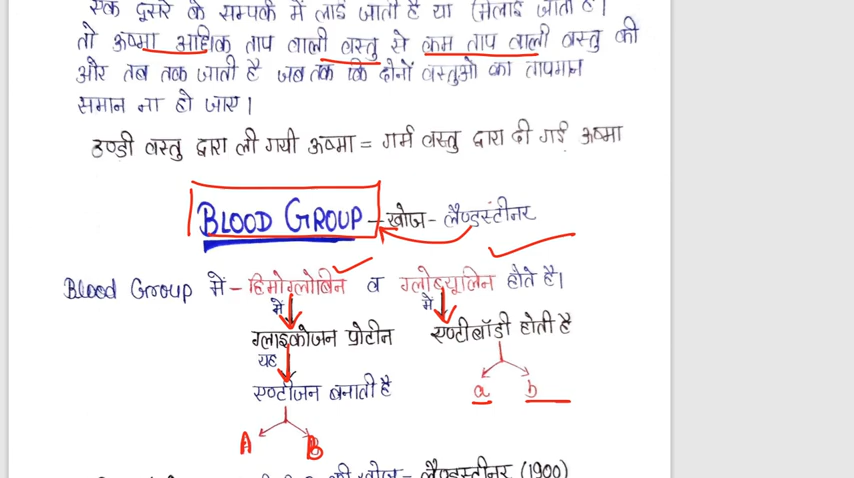 एक दूसरे के सम्पर्क में लाई जाती है या मिलाई जाती है।
तो ऊष्मा अधिक ताप वाली वस्तु से कम ताप वाली वस्तु की
ओर तब तक जाती है जब तक कि दोनों वस्तुओं का तापमान
समान ना हो जाए।
ठण्डी वस्तु द्वारा ली गयी ऊष्मा = गर्म वस्तु द्वारा दी गई ऊष्मा
BLOOD GROUP - खोज - लैण्डस्टीनर
Blood Group में - हिमोग्लोबिन व ग्लोब्यूलिन होते है।
में में
ग्लाइकोजन प्रोटीन एण्टीबॉडी होती है
यह
एण्टीजन बनाती है a b
A B
की खोज - लैण्डस्टीनर (1900)